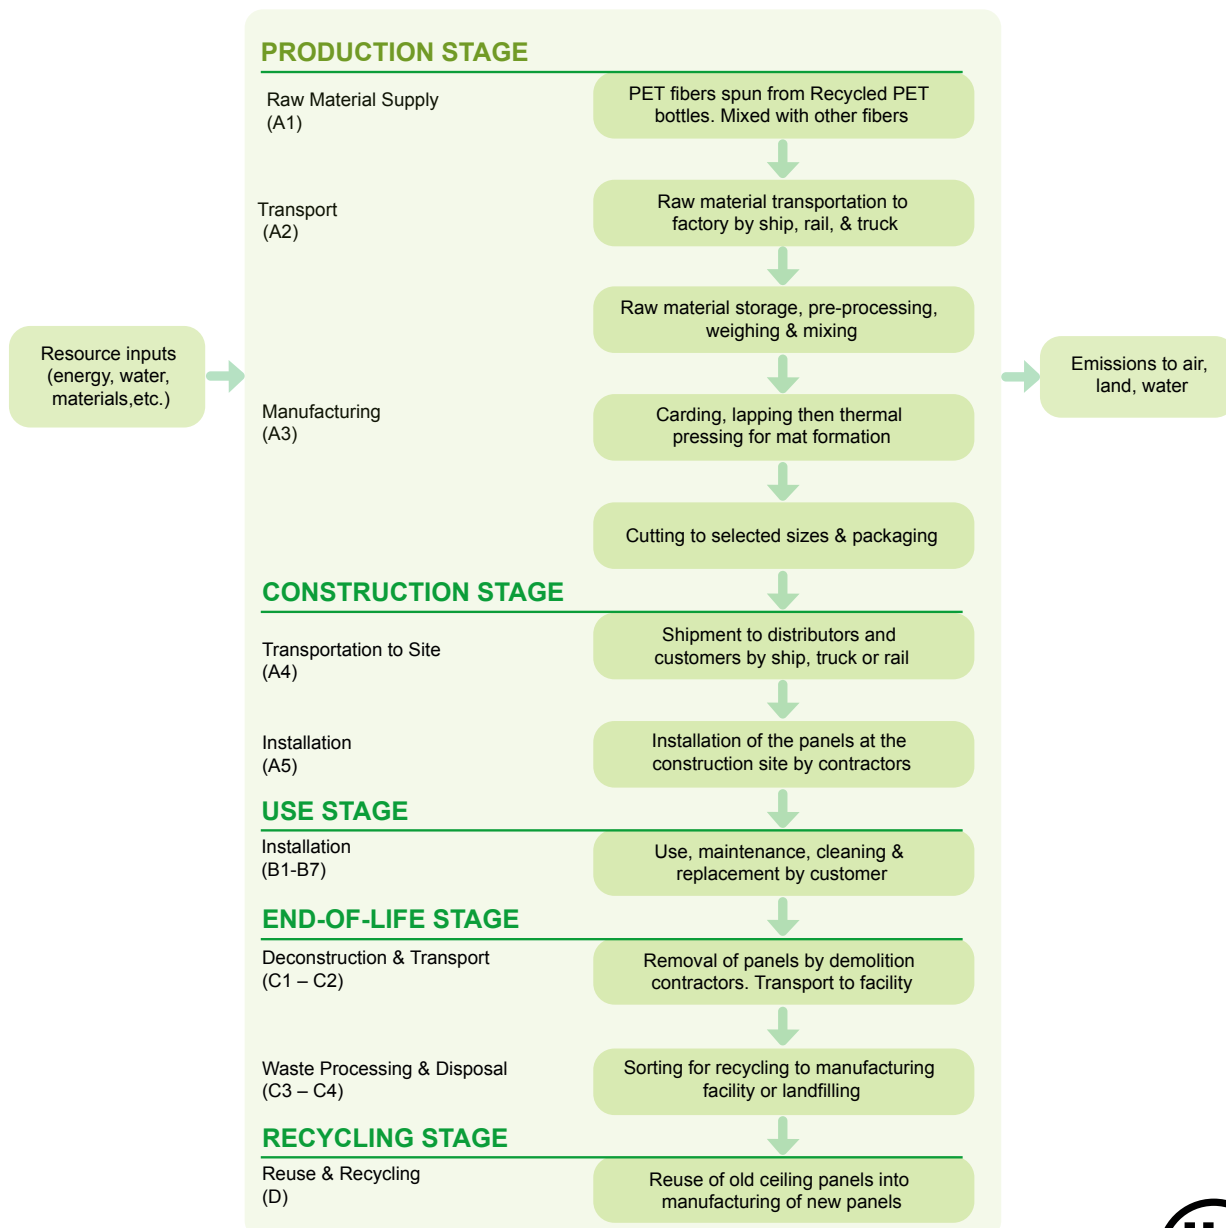 PRODUCTION STAGE
Raw Material Supply
(A1)
PET fibers spun from Recycled PET
bottles. Mixed with other fibers
Transport
(A2)
Raw material transportation to
factory by ship, rail, & truck
Raw material storage, pre-processing,
weighing & mixing
Resource inputs
(energy, water,
materials,etc.)
Emissions to air,
land, water
Manufacturing
(A3)
Carding, lapping then thermal
pressing for mat formation
Cutting to selected sizes & packaging
CONSTRUCTION STAGE
Transportation to Site
(A4)
Shipment to distributors and
customers by ship, truck or rail
Installation
(A5)
Installation of the panels at the
construction site by contractors
USE STAGE
Installation
(B1-B7)
Use, maintenance, cleaning &
replacement by customer
END-OF-LIFE STAGE
Deconstruction & Transport
(C1 – C2)
Removal of panels by demolition
contractors. Transport to facility
Waste Processing & Disposal
(C3 – C4)
Sorting for recycling to manufacturing
facility or landfilling
RECYCLING STAGE
Reuse & Recycling
(D)
Reuse of old ceiling panels into
manufacturing of new panels